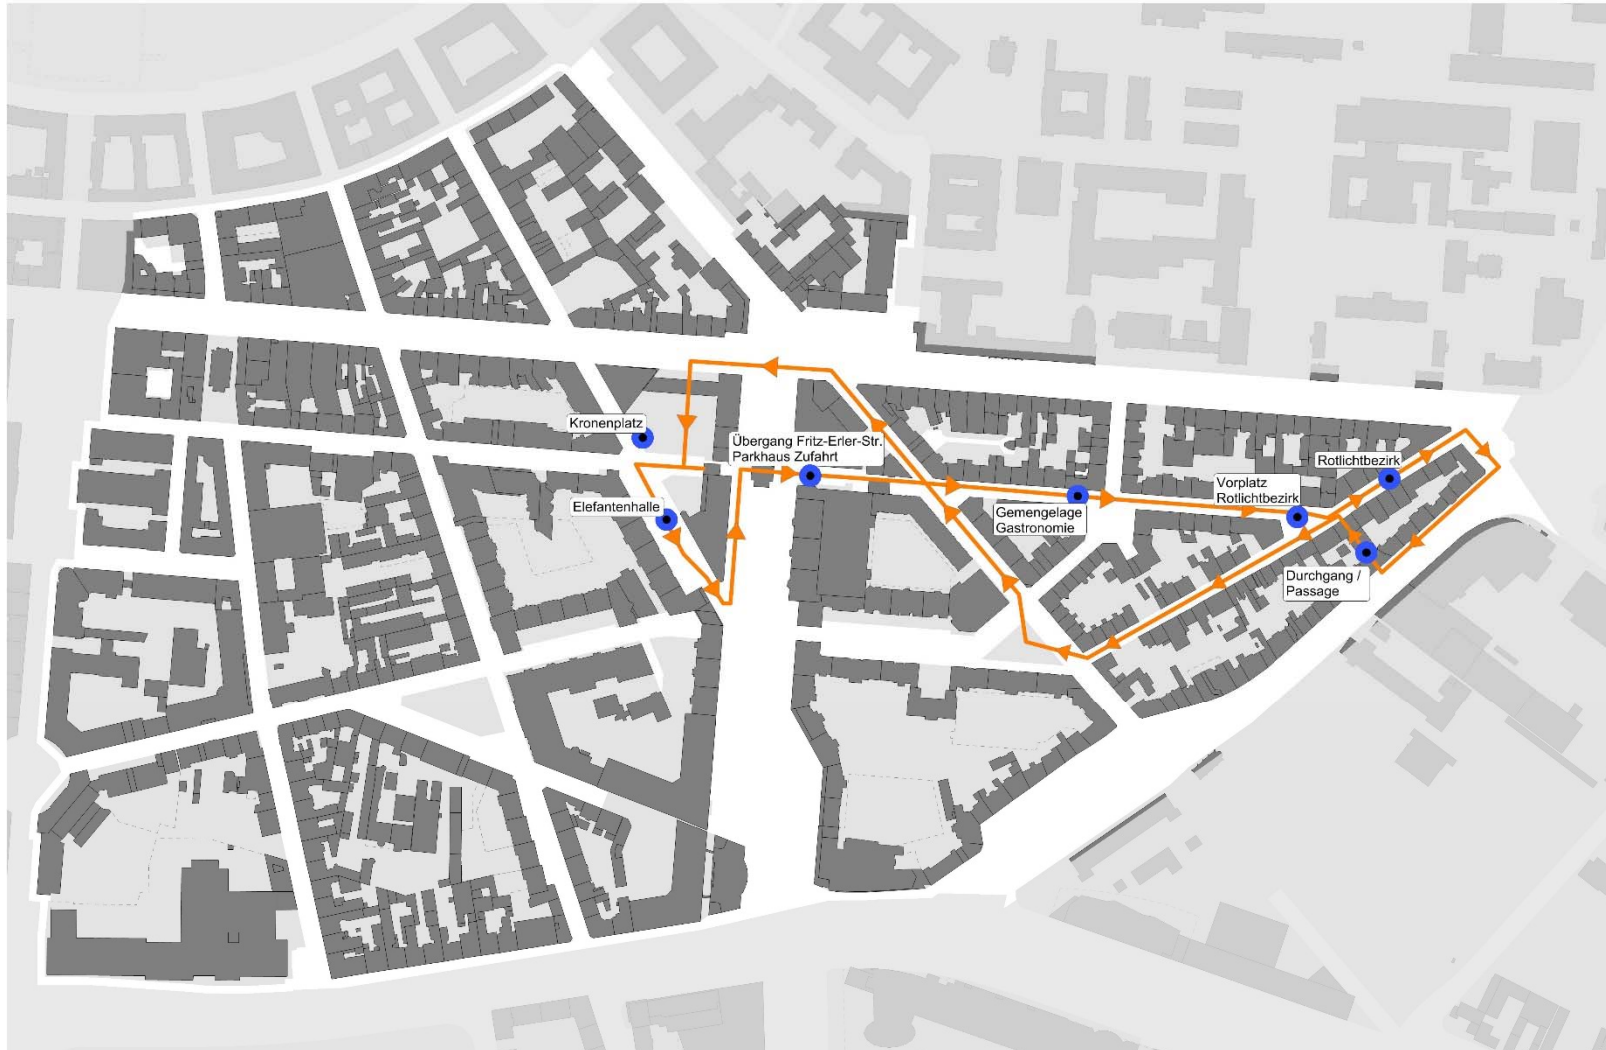 Kronenplatz
Übergang Fritz-Erler-Str.
Parkhaus Zufahrt
Elefantenhalle
Gemengelage
Gastronomie
Vorplatz
Rotlichtbezirk
Rotlichtbezirk
Durchgang /
Passage